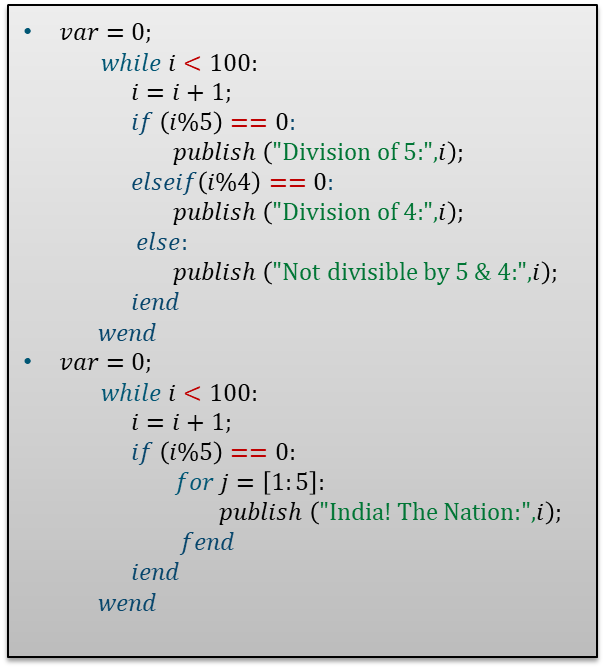 • var = 0;
while i < 100:
i = i + 1;
if (i%5) == 0:
publish ("Division of 5:",i);
elseif(i%4) == 0:
publish ("Division of 4:",i);
else:
publish ("Not divisible by 5 & 4:",i);
iend
wend
• var = 0;
while i < 100:
i = i + 1;
if (i%5) == 0:
for j = [1:5]:
publish ("India! The Nation:",i);
fend
iend
wend